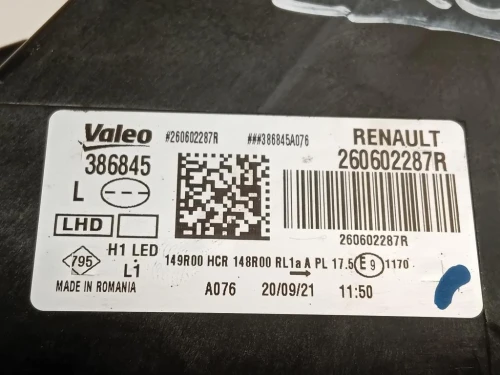 Valeo #260602287R ###386845A076 RENAULT
386845 260602287R
L
LHD 260602287R
795 H1 LED 149R00 HCR 148R00 RL1a A PL 17.5 E9 1170
L1
MADE IN ROMANIA A076 20/09/21 11:50